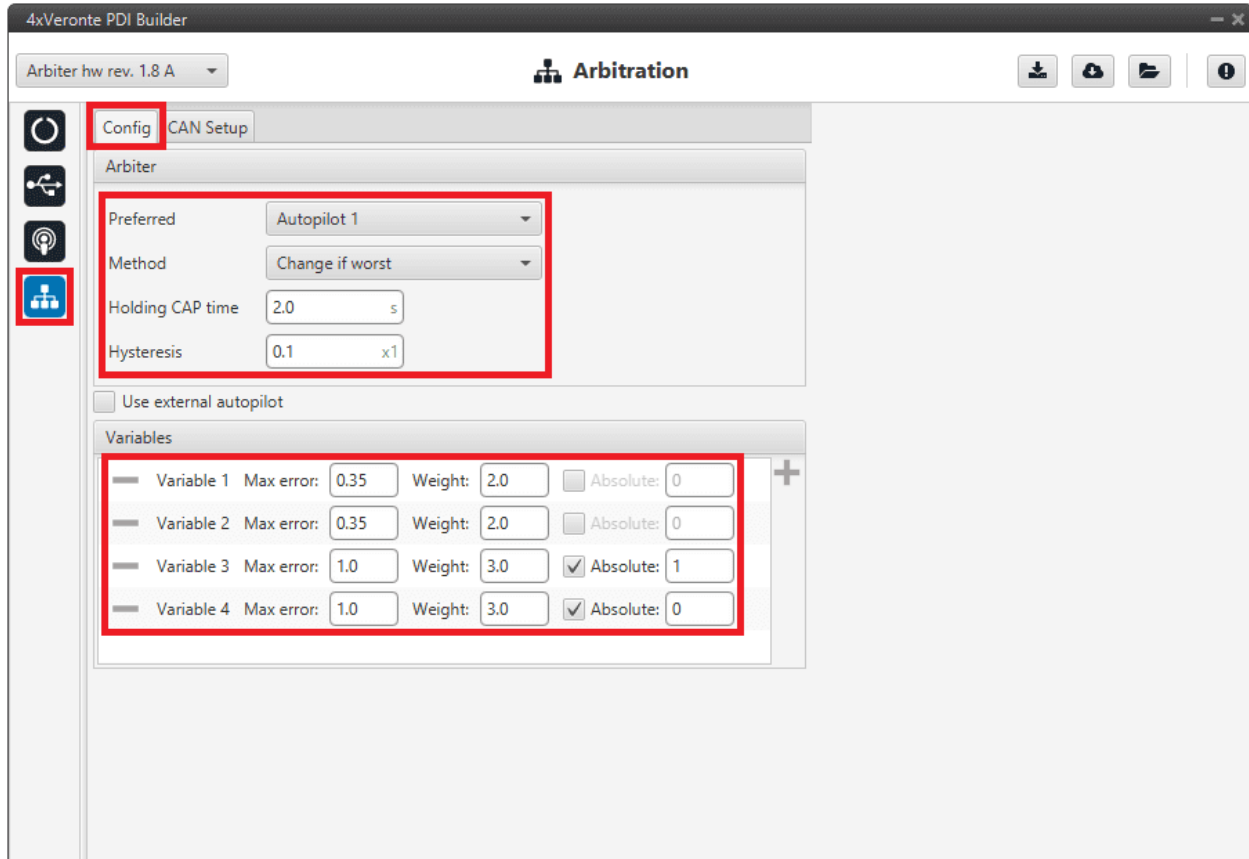 4xVeronte PDI Builder
Arbiter hw rev. 1.8 A
Arbitration
Config CAN Setup
Arbiter
Preferred Autopilot 1
Method Change if worst
Holding CAP time 2.0 s
Hysteresis 0.1 x1
Use external autopilot
Variables
Variable 1 Max error: 0.35 Weight: 2.0 Absolute: 0
Variable 2 Max error: 0.35 Weight: 2.0 Absolute: 0
Variable 3 Max error: 1.0 Weight: 3.0 Absolute: 1
Variable 4 Max error: 1.0 Weight: 3.0 Absolute: 0